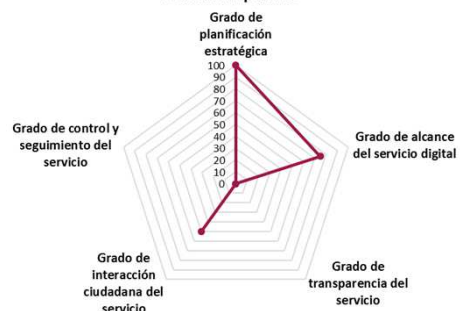 Grado de
planificación
estratégica
100
90
80
70
60
50
40
30
20
10
0
Grado de alcance
del servicio digital
Grado de
transparencia del
servicio
Grado de
interacción
ciudadana del
servicio
Grado de control y
seguimiento del
servicio